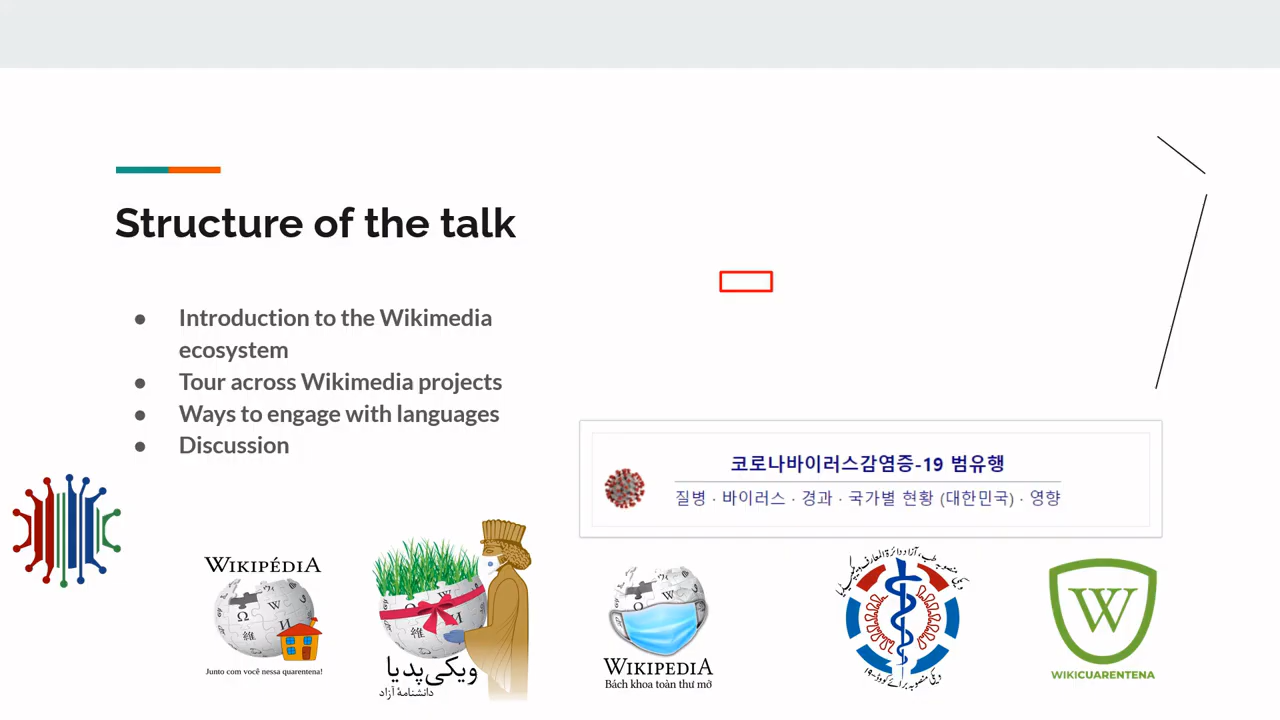 Structure of the talk
● Introduction to the Wikimedia
ecosystem
● Tour across Wikimedia projects
● Ways to engage with languages
● Discussion
코로나바이러스감염증-19 범유행
질병 · 바이러스 · 경과 · 국가별 현황 (대한민국) · 영향
WIKIPÉDIA
Junto com você nessa quarentena!
ویکی‌پدیا
دانشنامهٔ آزاد
WIKIPEDIA
Bách khoa toàn thư mở
W
WIKICUARENTENA